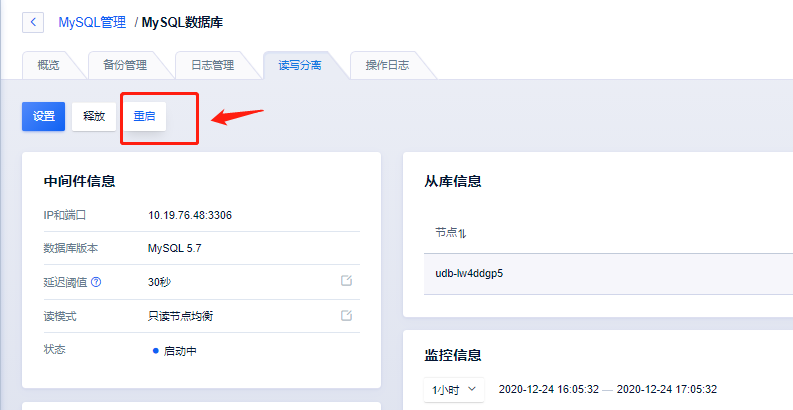 MySQL管理 / MySQL数据库
概览 备份管理 日志管理 读写分离 操作日志
设置 释放 重启
中间件信息
IP和端口 10.19.76.48:3306
数据库版本 MySQL 5.7
延迟阈值 30秒
读模式 只读节点均衡
状态 启动中
从库信息
节点
udb-lw4ddgp5
监控信息
1小时 2020-12-24 16:05:32 — 2020-12-24 17:05:32